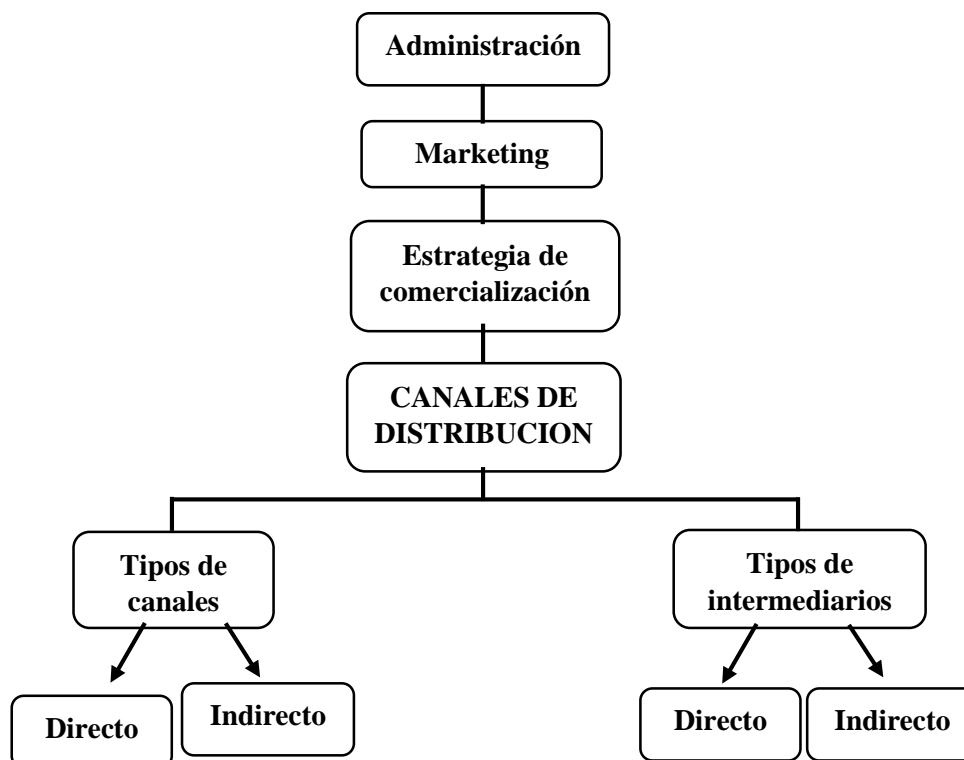 Administración
Marketing
Estrategia de
comercialización
CANALES DE
DISTRIBUCION
Tipos de
canales
Tipos de
intermediarios
Directo
Indirecto
Directo
Indirecto